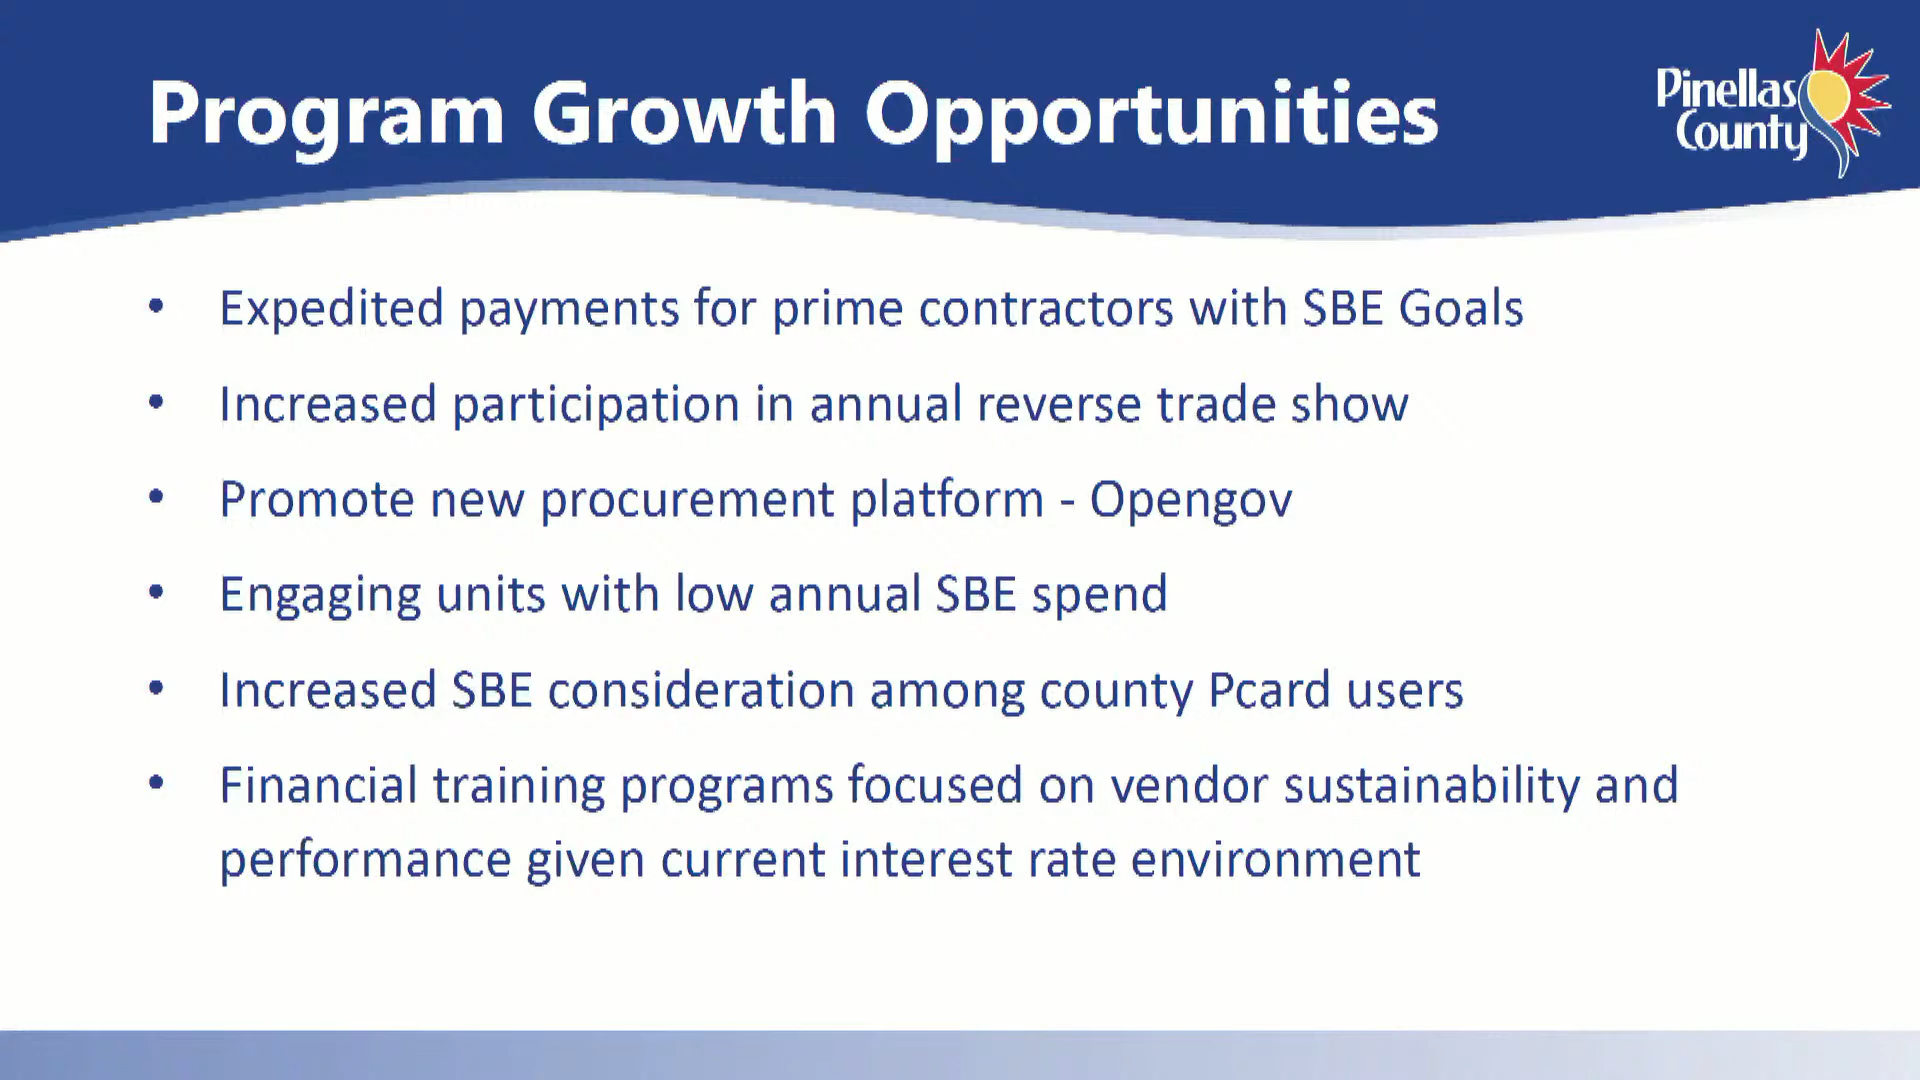 Program Growth Opportunities
Pinellas
County
• Expedited payments for prime contractors with SBE Goals
• Increased participation in annual reverse trade show
• Promote new procurement platform - Opengov
• Engaging units with low annual SBE spend
• Increased SBE consideration among county Pcard users
• Financial training programs focused on vendor sustainability and
performance given current interest rate environment